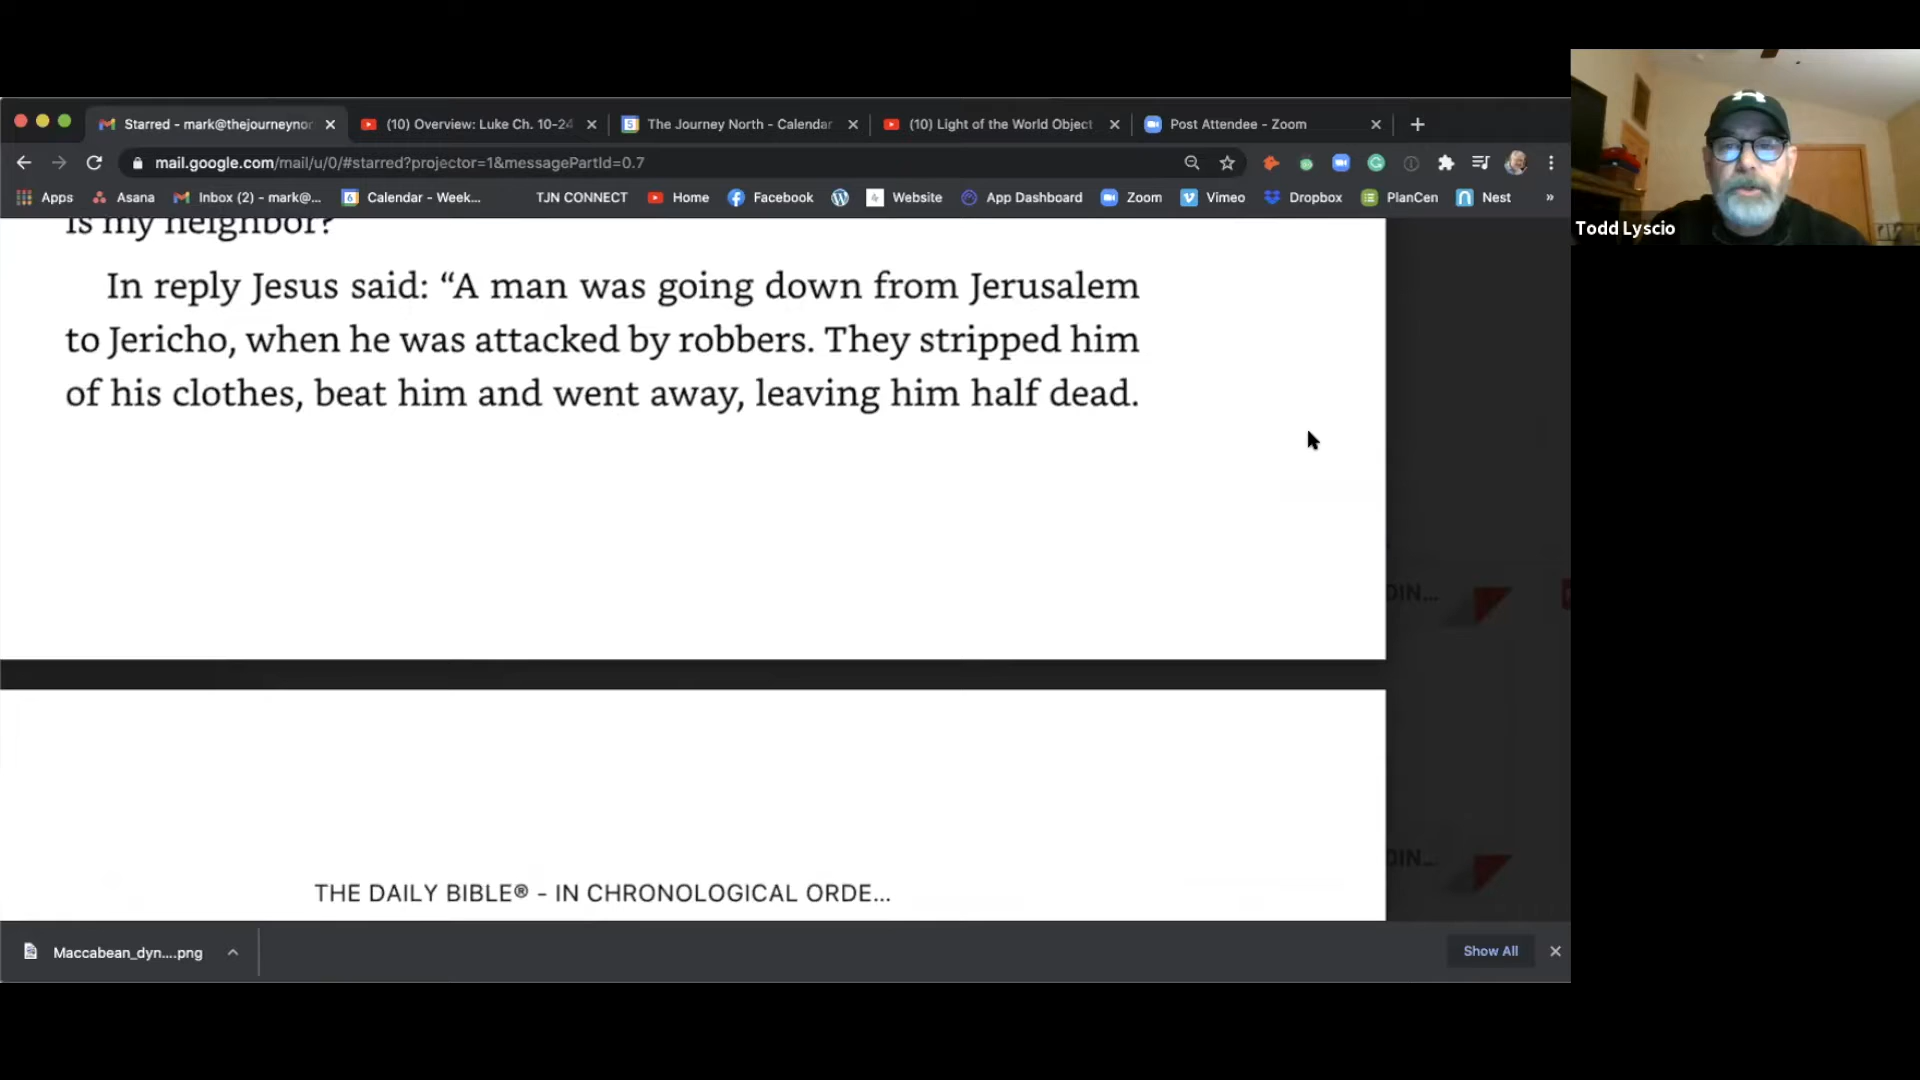 Starred - mark@thejourneynor
(10) Overview: Luke Ch. 10-24
The Journey North - Calendar
(10) Light of the World Object
Post Attendee - Zoom
mail.google.com/mail/u/0/#starred?projector=1&messagePartId=0.7
Apps
Asana
Inbox (2) - mark@...
Calendar - Week...
TJN CONNECT
Home
Facebook
Website
App Dashboard
Zoom
Vimeo
Dropbox
PlanCen
Nest
»
Todd Lyscio
is my neighbor?
In reply Jesus said: “A man was going down from Jerusalem
to Jericho, when he was attacked by robbers. They stripped him
of his clothes, beat him and went away, leaving him half dead.
DIN...
DIN...
THE DAILY BIBLE® - IN CHRONOLOGICAL ORDE...
Maccabean_dyn....png
Show All